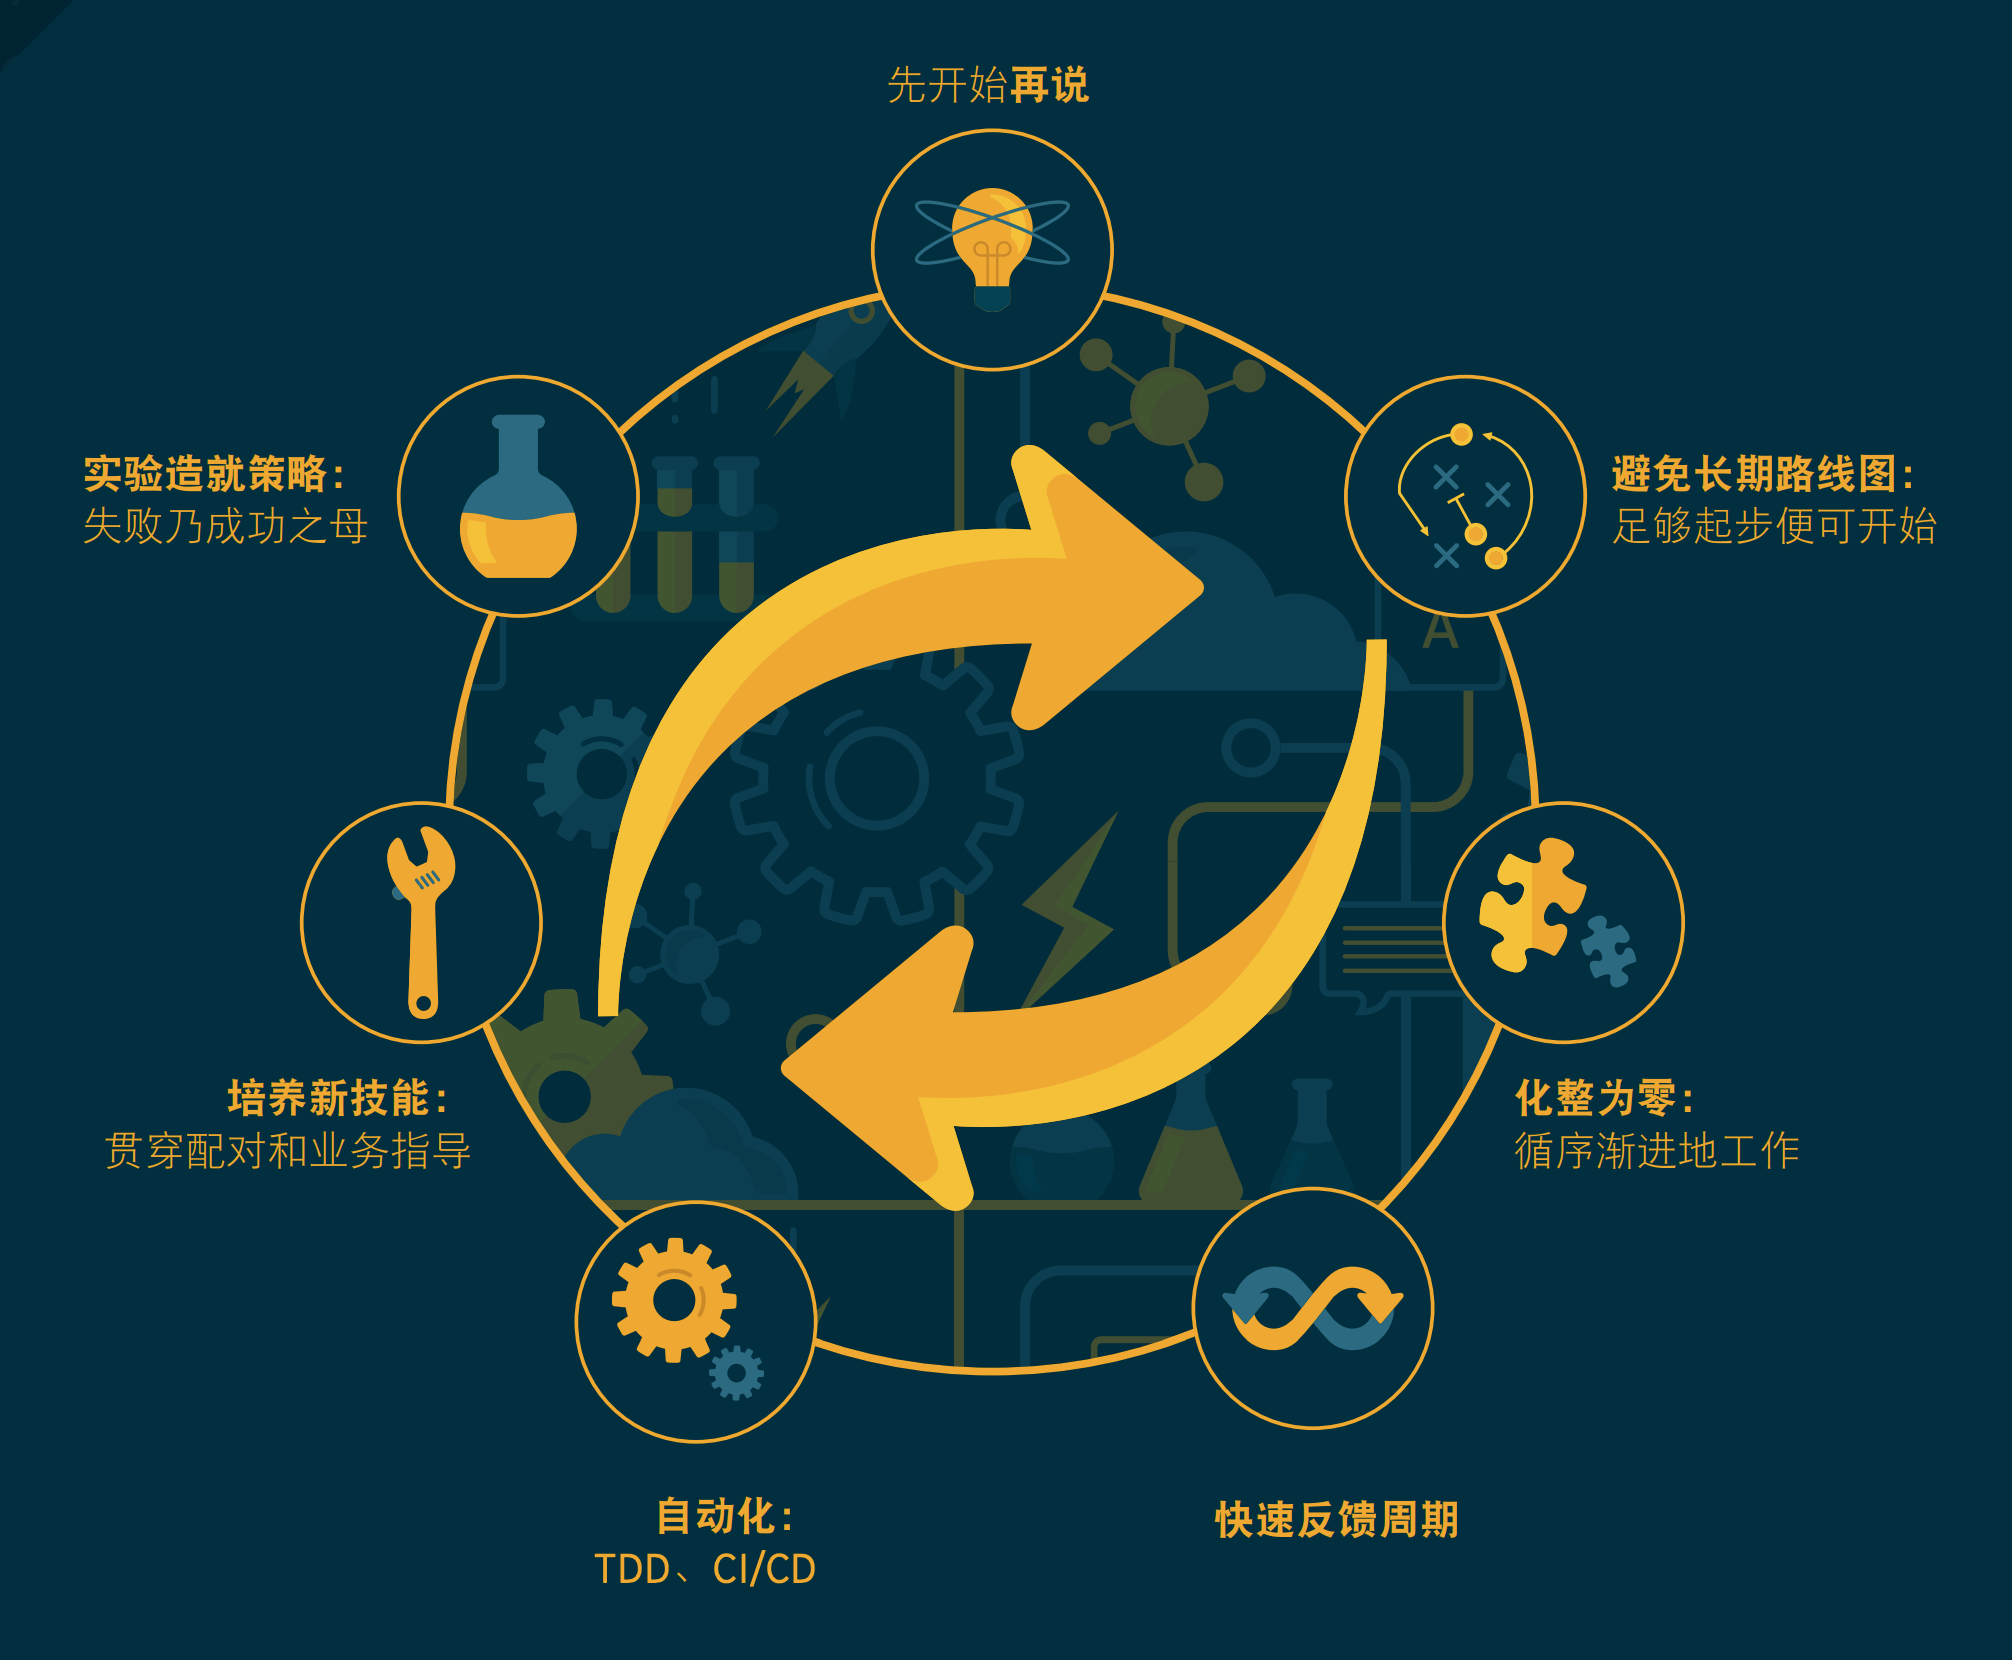 先开始再说
实验造就策略:
失败乃成功之母
避免长期路线图:
足够起步便可开始
A
培养新技能:
贯穿配对和业务指导
化整为零:
循序渐进地工作
自动化:
TDD、CI/CD
快速反馈周期